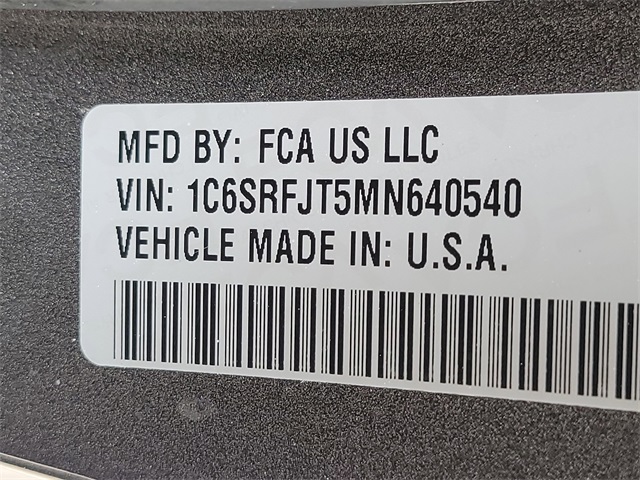 MFD BY: FCA US LLC
VIN: 1C6SRFJT5MN640540
VEHICLE MADE IN: U.S.A.